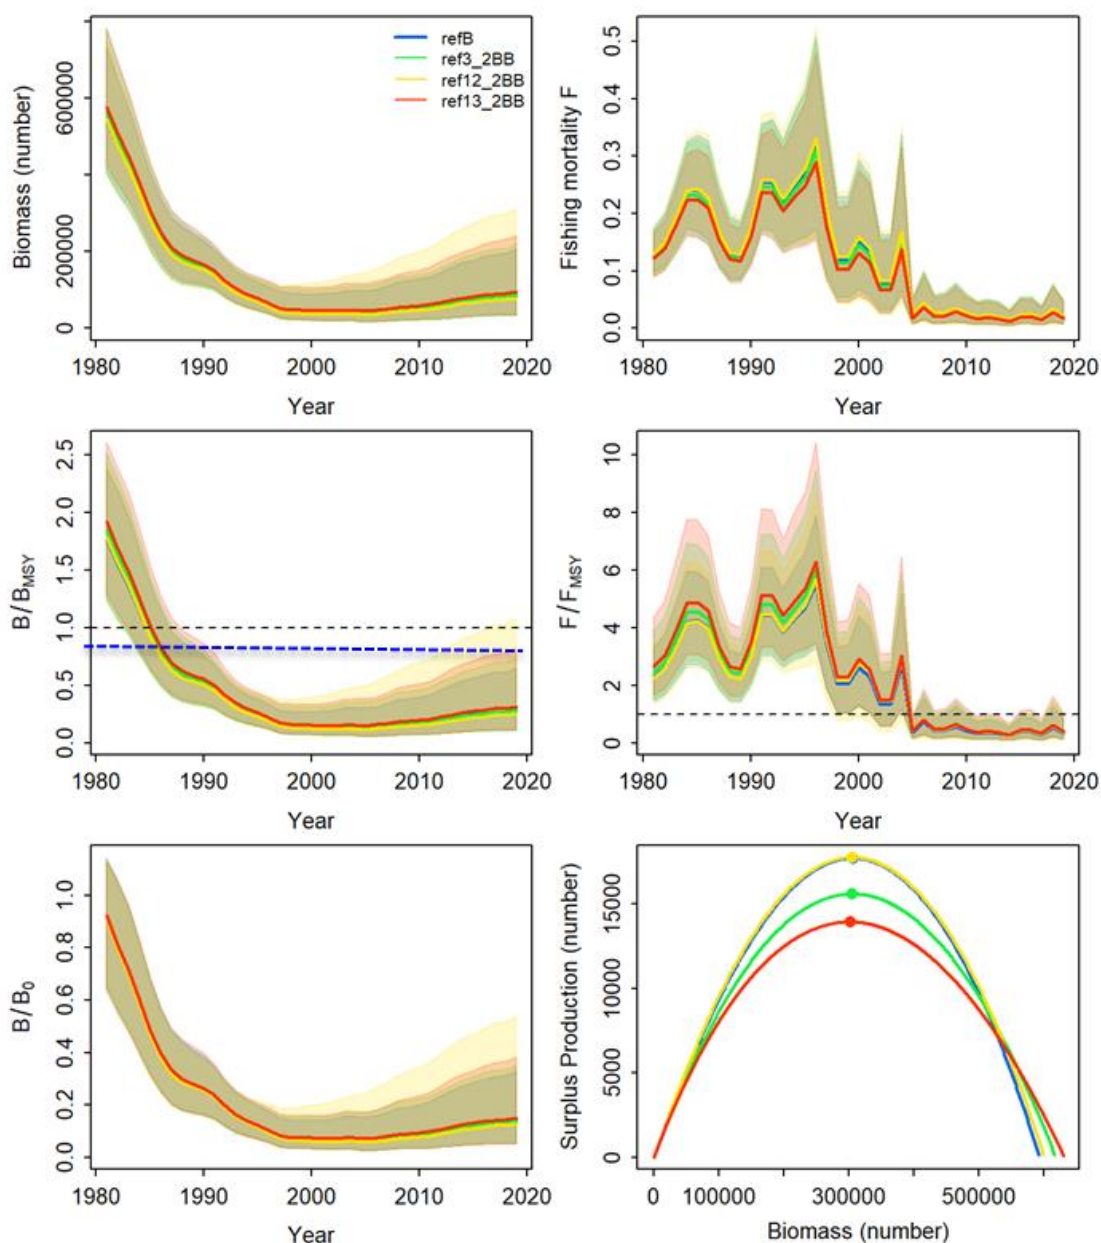 refB
ref3_2BB
ref12_2BB
ref13_2BB
Biomass (number)
600000
200000
0
1980 1990 2000 2010 2020
Year
Fishing mortality F
0.5
0.4
0.3
0.2
0.1
0.0
1980 1990 2000 2010 2020
Year
B/BMSY
2.5
2.0
1.5
1.0
0.5
0.0
1980 1990 2000 2010 2020
Year
F/FMSY
10
8
6
4
2
0
1980 1990 2000 2010 2020
Year
B/B0
1.0
0.8
0.6
0.4
0.2
0.0
1980 1990 2000 2010 2020
Year
Surplus Production (number)
15000
10000
5000
0
0 100000 300000 500000
Biomass (number)